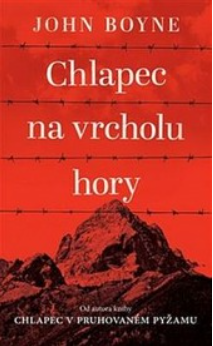 JOHN BOYNE
Chlapec
na vrcholu
hory
Od autora knihy
CHLAPEC V PRUHOVANÉM PYŽAMU